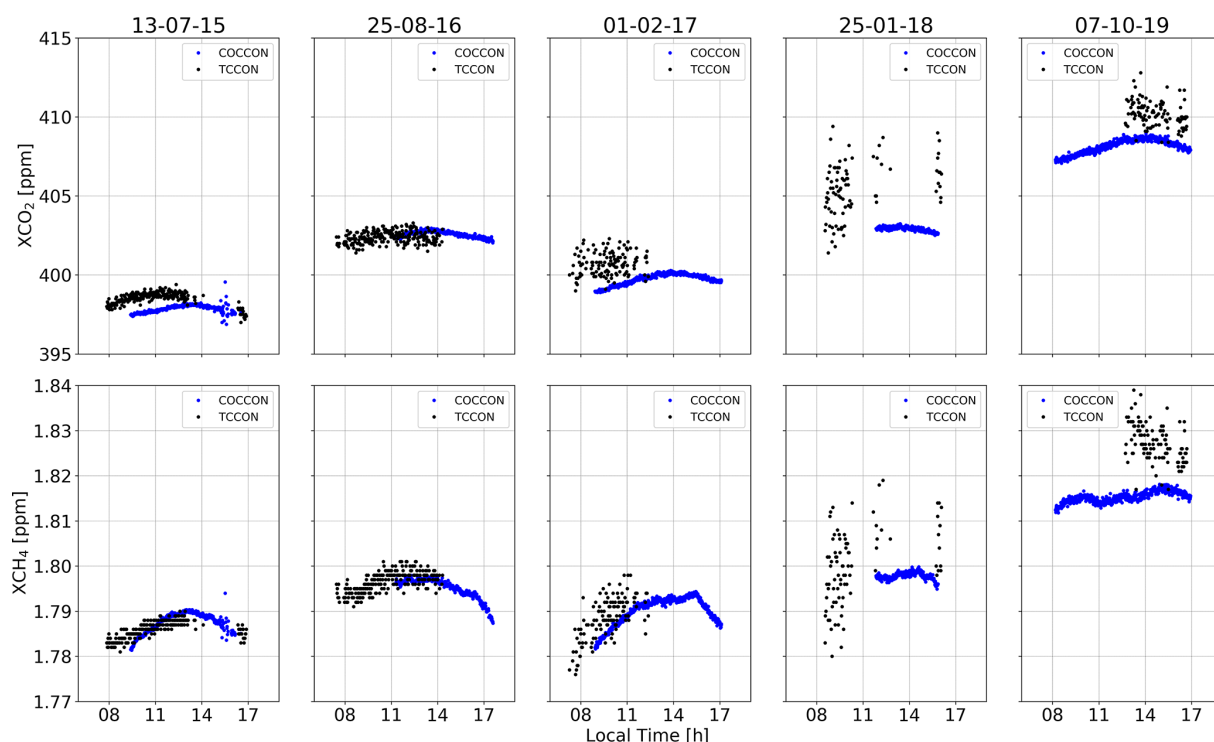 13-07-15 25-08-16 01-02-17 25-01-18 07-10-19
COCCON COCCON COCCON COCCON COCCON
TCCON TCCON TCCON TCCON TCCON
415
410
405
400
395
XCO₂ [ppm]
COCCON COCCON COCCON COCCON COCCON
TCCON TCCON TCCON TCCON TCCON
1.84
1.83
1.82
1.81
1.80
1.79
1.78
1.77
XCH₄ [ppm]
08 11 14 17 08 11 14 17 08 11 14 17 08 11 14 17 08 11 14 17
Local Time [h]